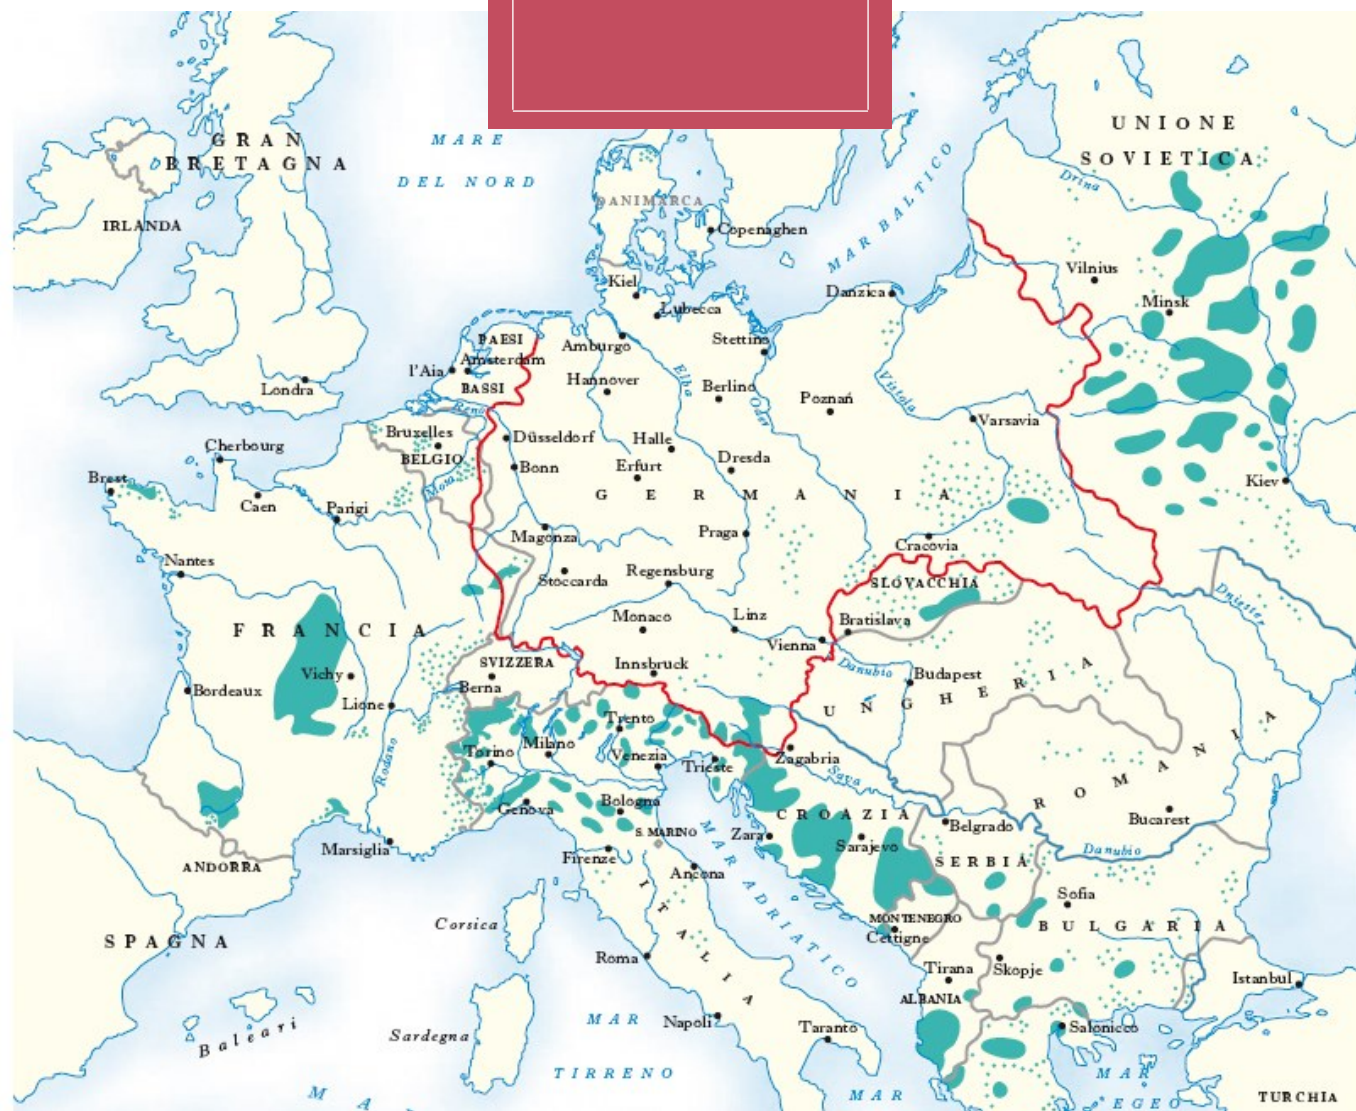 GRAN
BRETAGNA
IRLANDA
Londra
MARE
DEL NORD
DANIMARCA
Copenaghen
MAR BALTICO
UNIONE
SOVIETICA
Drina
Vilnius
Minsk
Kiev
Kiel
Lubecca
Danzica
Amburgo
Stettino
PAESI
Amsterdam
l'Aia
BASSI
Reno
Hannover
Elba
Berlino
Oder
Poznań
Vistola
Varsavia
Bruxelles
BELGIO
Mosa
Düsseldorf
Bonn
Halle
Erfurt
Dresda
GERMANIA
Cherbourg
Brest
Caen
Parigi
Nantes
Magonza
Praga
Cracovia
Stoccarda
Regensburg
SLOVACCHIA
Dniestr
Monaco
Linz
Vienna
Bratislava
FRANCIA
Vichy
Lione
Bordeaux
SVIZZERA
Berna
Innsbruck
Danubio
Budapest
UNGHERIA
Rodano
Torino
Milano
Trento
Venezia
Trieste
Zagabria
Sava
ROMANIA
Bucarest
Genova
Bologna
S. MARINO
Zara
CROAZIA
Sarajevo
Belgrado
SERBIA
Danubio
Marsiglia
ANDORRA
Firenze
Ancona
MAR ADRIATICO
ITALIA
MONTENEGRO
Cettigne
Sofia
BULGARIA
SPAGNA
Corsica
Roma
Tirana
Skopje
ALBANIA
Istanbul
Baleari
Sardegna
MAR
TIRRENO
Napoli
Taranto
Salonicco
MAR
MAR
EGEO
TURCHIA
M A